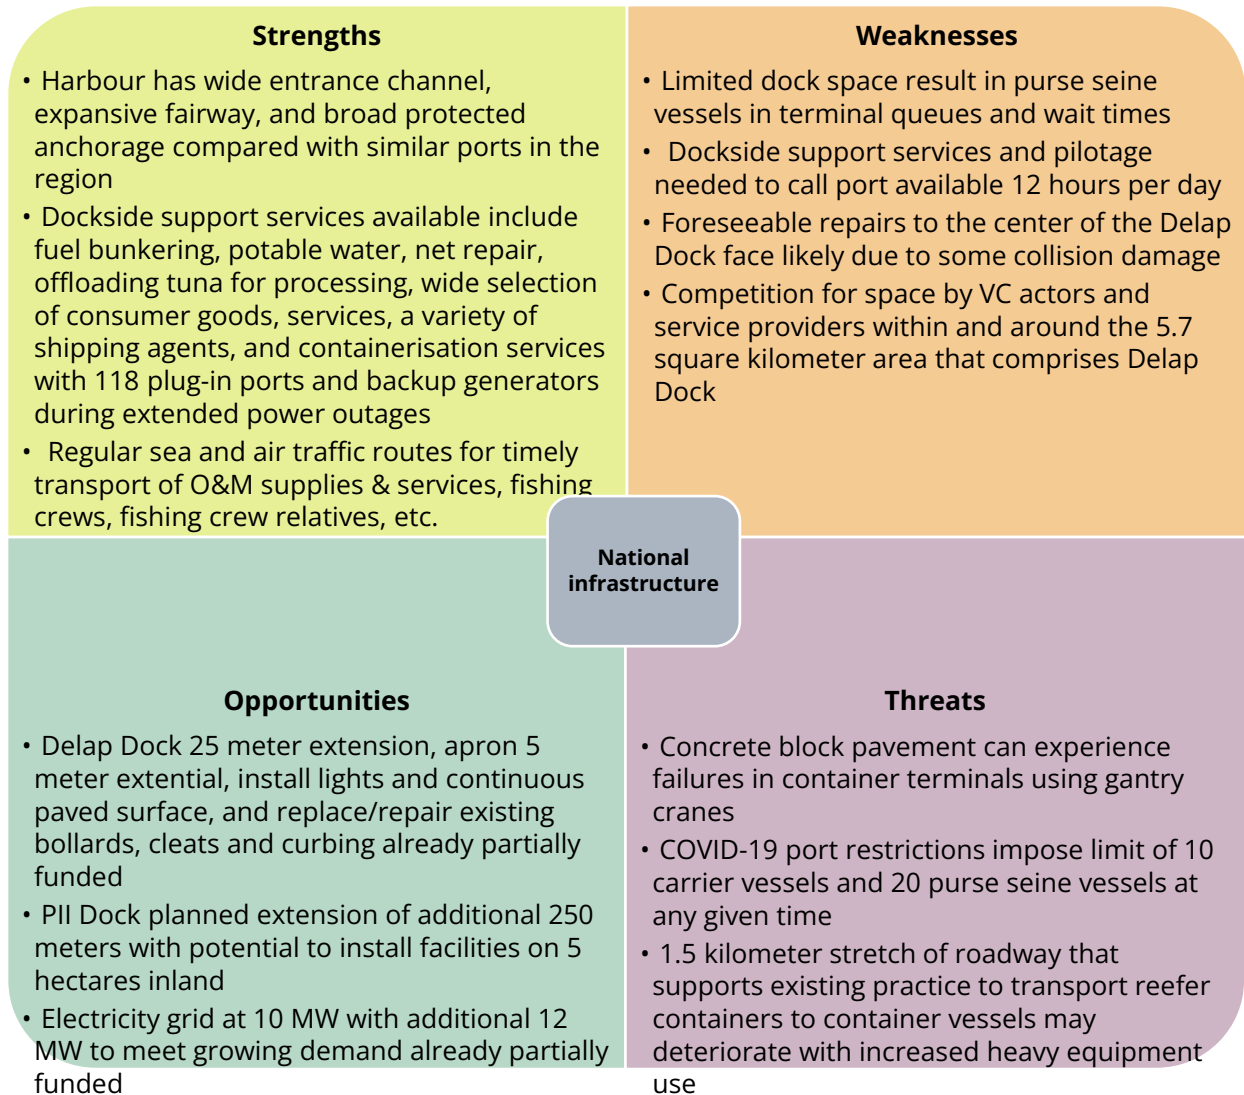 Strengths
• Harbour has wide entrance channel,
expansive fairway, and broad protected
anchorage compared with similar ports in the
region
• Dockside support services available include
fuel bunkering, potable water, net repair,
offloading tuna for processing, wide selection
of consumer goods, services, a variety of
shipping agents, and containerisation services
with 118 plug-in ports and backup generators
during extended power outages
• Regular sea and air traffic routes for timely
transport of O&M supplies & services, fishing
crews, fishing crew relatives, etc.
Weaknesses
• Limited dock space result in purse seine
vessels in terminal queues and wait times
• Dockside support services and pilotage
needed to call port available 12 hours per day
• Foreseeable repairs to the center of the Delap
Dock face likely due to some collision damage
• Competition for space by VC actors and
service providers within and around the 5.7
square kilometer area that comprises Delap
Dock
National
infrastructure
Opportunities
• Delap Dock 25 meter extension, apron 5
meter extential, install lights and continuous
paved surface, and replace/repair existing
bollards, cleats and curbing already partially
funded
• PII Dock planned extension of additional 250
meters with potential to install facilities on 5
hectares inland
• Electricity grid at 10 MW with additional 12
MW to meet growing demand already partially
funded
Threats
• Concrete block pavement can experience
failures in container terminals using gantry
cranes
• COVID-19 port restrictions impose limit of 10
carrier vessels and 20 purse seine vessels at
any given time
• 1.5 kilometer stretch of roadway that
supports existing practice to transport reefer
containers to container vessels may
deteriorate with increased heavy equipment
use